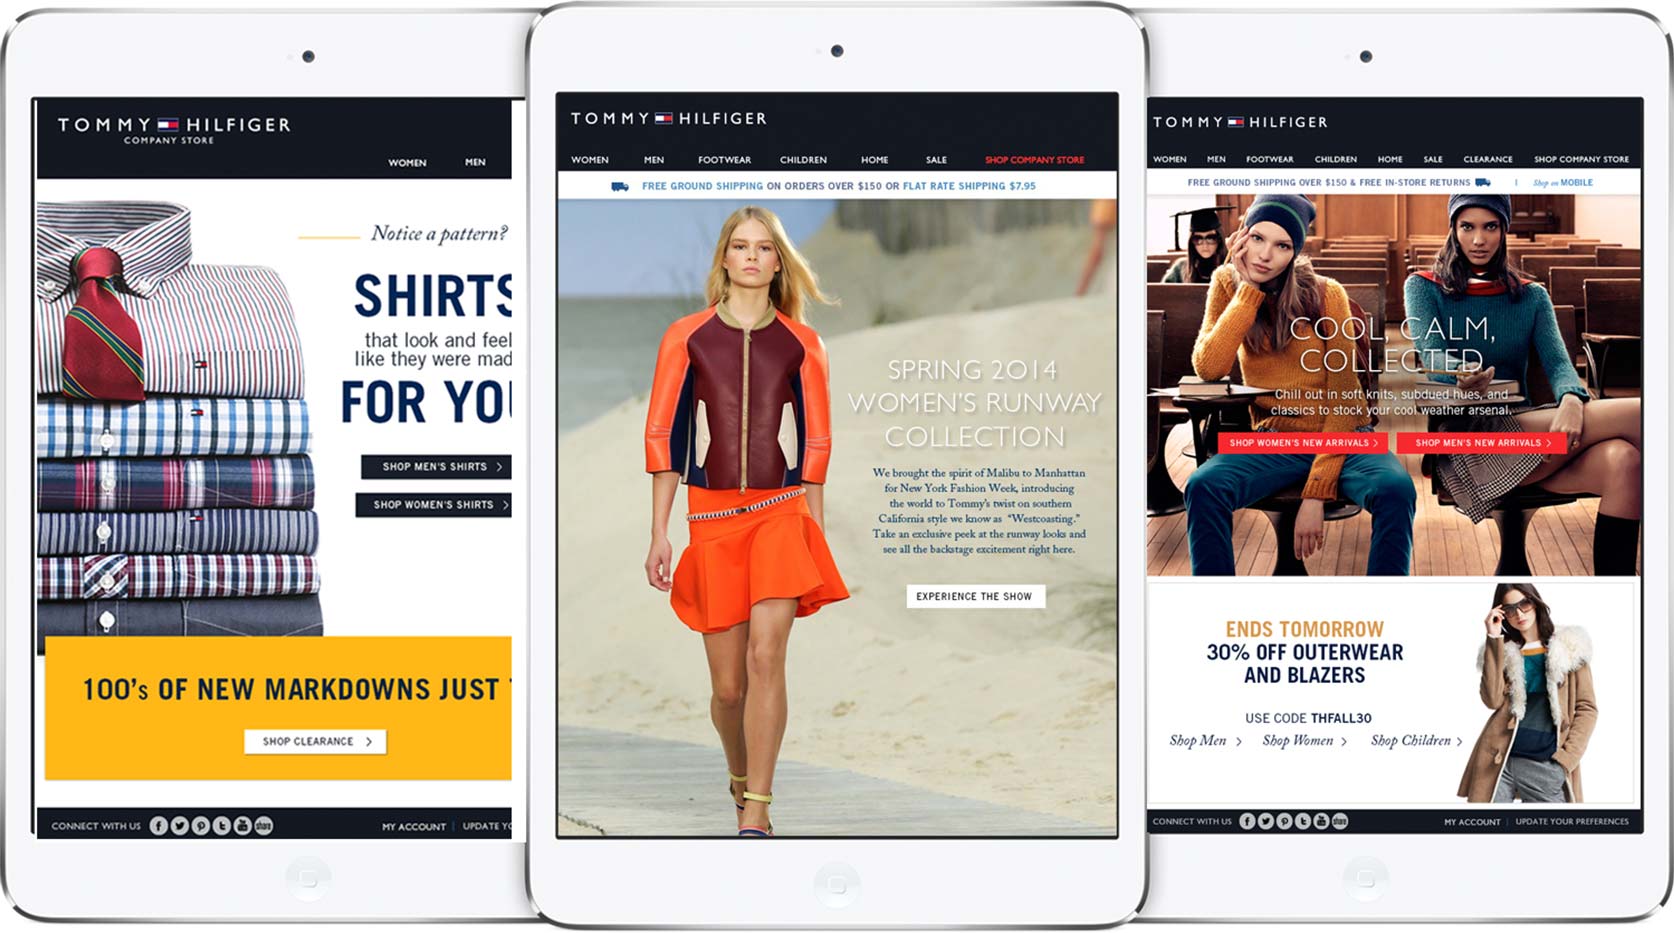 TOMMY HILFIGER
COMPANY STORE
WOMEN MEN
Notice a pattern?
SHIRTS
that look and feel
like they were mad
FOR YOU
SHOP MEN'S SHIRTS >
SHOP WOMEN'S SHIRTS >
100's OF NEW MARKDOWNS JUST
SHOP CLEARANCE >
CONNECT WITH US share
MY ACCOUNT | UPDATE YO
TOMMY HILFIGER
WOMEN MEN FOOTWEAR CHILDREN HOME SALE SHOP COMPANY STORE
FREE GROUND SHIPPING ON ORDERS OVER $150 OR FLAT RATE SHIPPING $7.95
SPRING 2014
WOMEN'S RUNWAY
COLLECTION
We brought the spirit of Malibu to Manhattan
for New York Fashion Week, introducing
the world to Tommy's twist on southern
California style we know as "Westcoasting."
Take an exclusive peek at the runway looks and
see all the backstage excitement right here.
EXPERIENCE THE SHOW
TOMMY HILFIGER
WOMEN MEN FOOTWEAR CHILDREN HOME SALE CLEARANCE SHOP COMPANY STORE
FREE GROUND SHIPPING OVER $150 & FREE IN-STORE RETURNS | Shop on MOBILE
COOL, CALM,
COLLECTED
Chill out in soft knits, subdued hues, and
classics to stock your cool weather arsenal.
SHOP WOMEN'S NEW ARRIVALS > SHOP MEN'S NEW ARRIVALS >
ENDS TOMORROW
30% OFF OUTERWEAR
AND BLAZERS
USE CODE THFALL30
Shop Men > Shop Women > Shop Children >
CONNECT WITH US share
MY ACCOUNT | UPDATE YOUR PREFERENCES